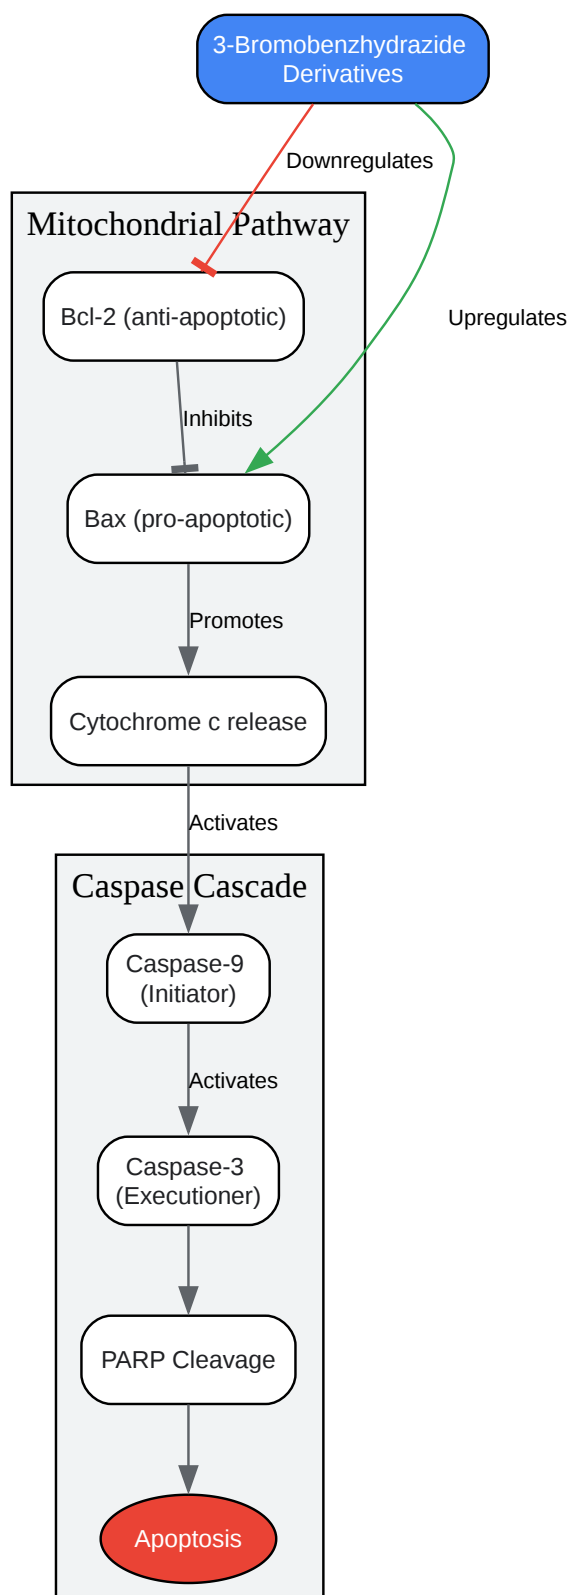 3-Bromobenzhydrazide
Derivatives
Downregulates
Mitochondrial Pathway
Bcl-2 (anti-apoptotic)
Upregulates
Inhibits
Bax (pro-apoptotic)
Promotes
Cytochrome c release
Activates
Caspase Cascade
Caspase-9
(Initiator)
Activates
Caspase-3
(Executioner)
PARP Cleavage
Apoptosis